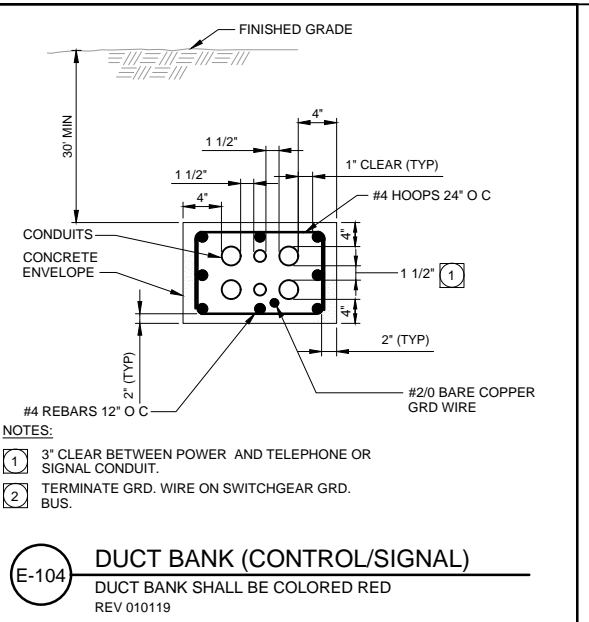 FINISHED GRADE
30' MIN
4"
1 1/2"
1" CLEAR (TYP)
1 1/2"
#4 HOOPS 24" O C
4"
CONDUITS
4"
CONCRETE
ENVELOPE
1 1/2" 1
4"
2" (TYP)
2" (TYP)
#2/0 BARE COPPER
GRD WIRE
#4 REBARS 12" O C
NOTES:
1 3" CLEAR BETWEEN POWER AND TELEPHONE OR
SIGNAL CONDUIT.
2 TERMINATE GRD. WIRE ON SWITCHGEAR GRD.
BUS.
E-104
DUCT BANK (CONTROL/SIGNAL)
DUCT BANK SHALL BE COLORED RED
REV 010119